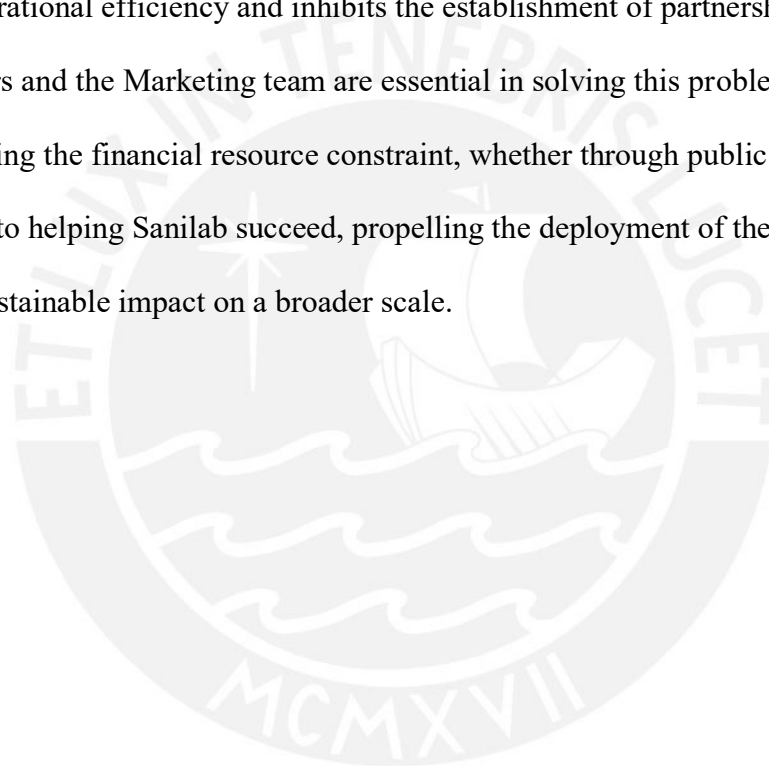 rational efficiency and inhibits the establishment of partnersh
rs and the Marketing team are essential in solving this proble
ing the financial resource constraint, whether through public
to helping Sanilab succeed, propelling the deployment of the
stainable impact on a broader scale.
ET LUX IN TENEBRIS LUCET
MCMXVII